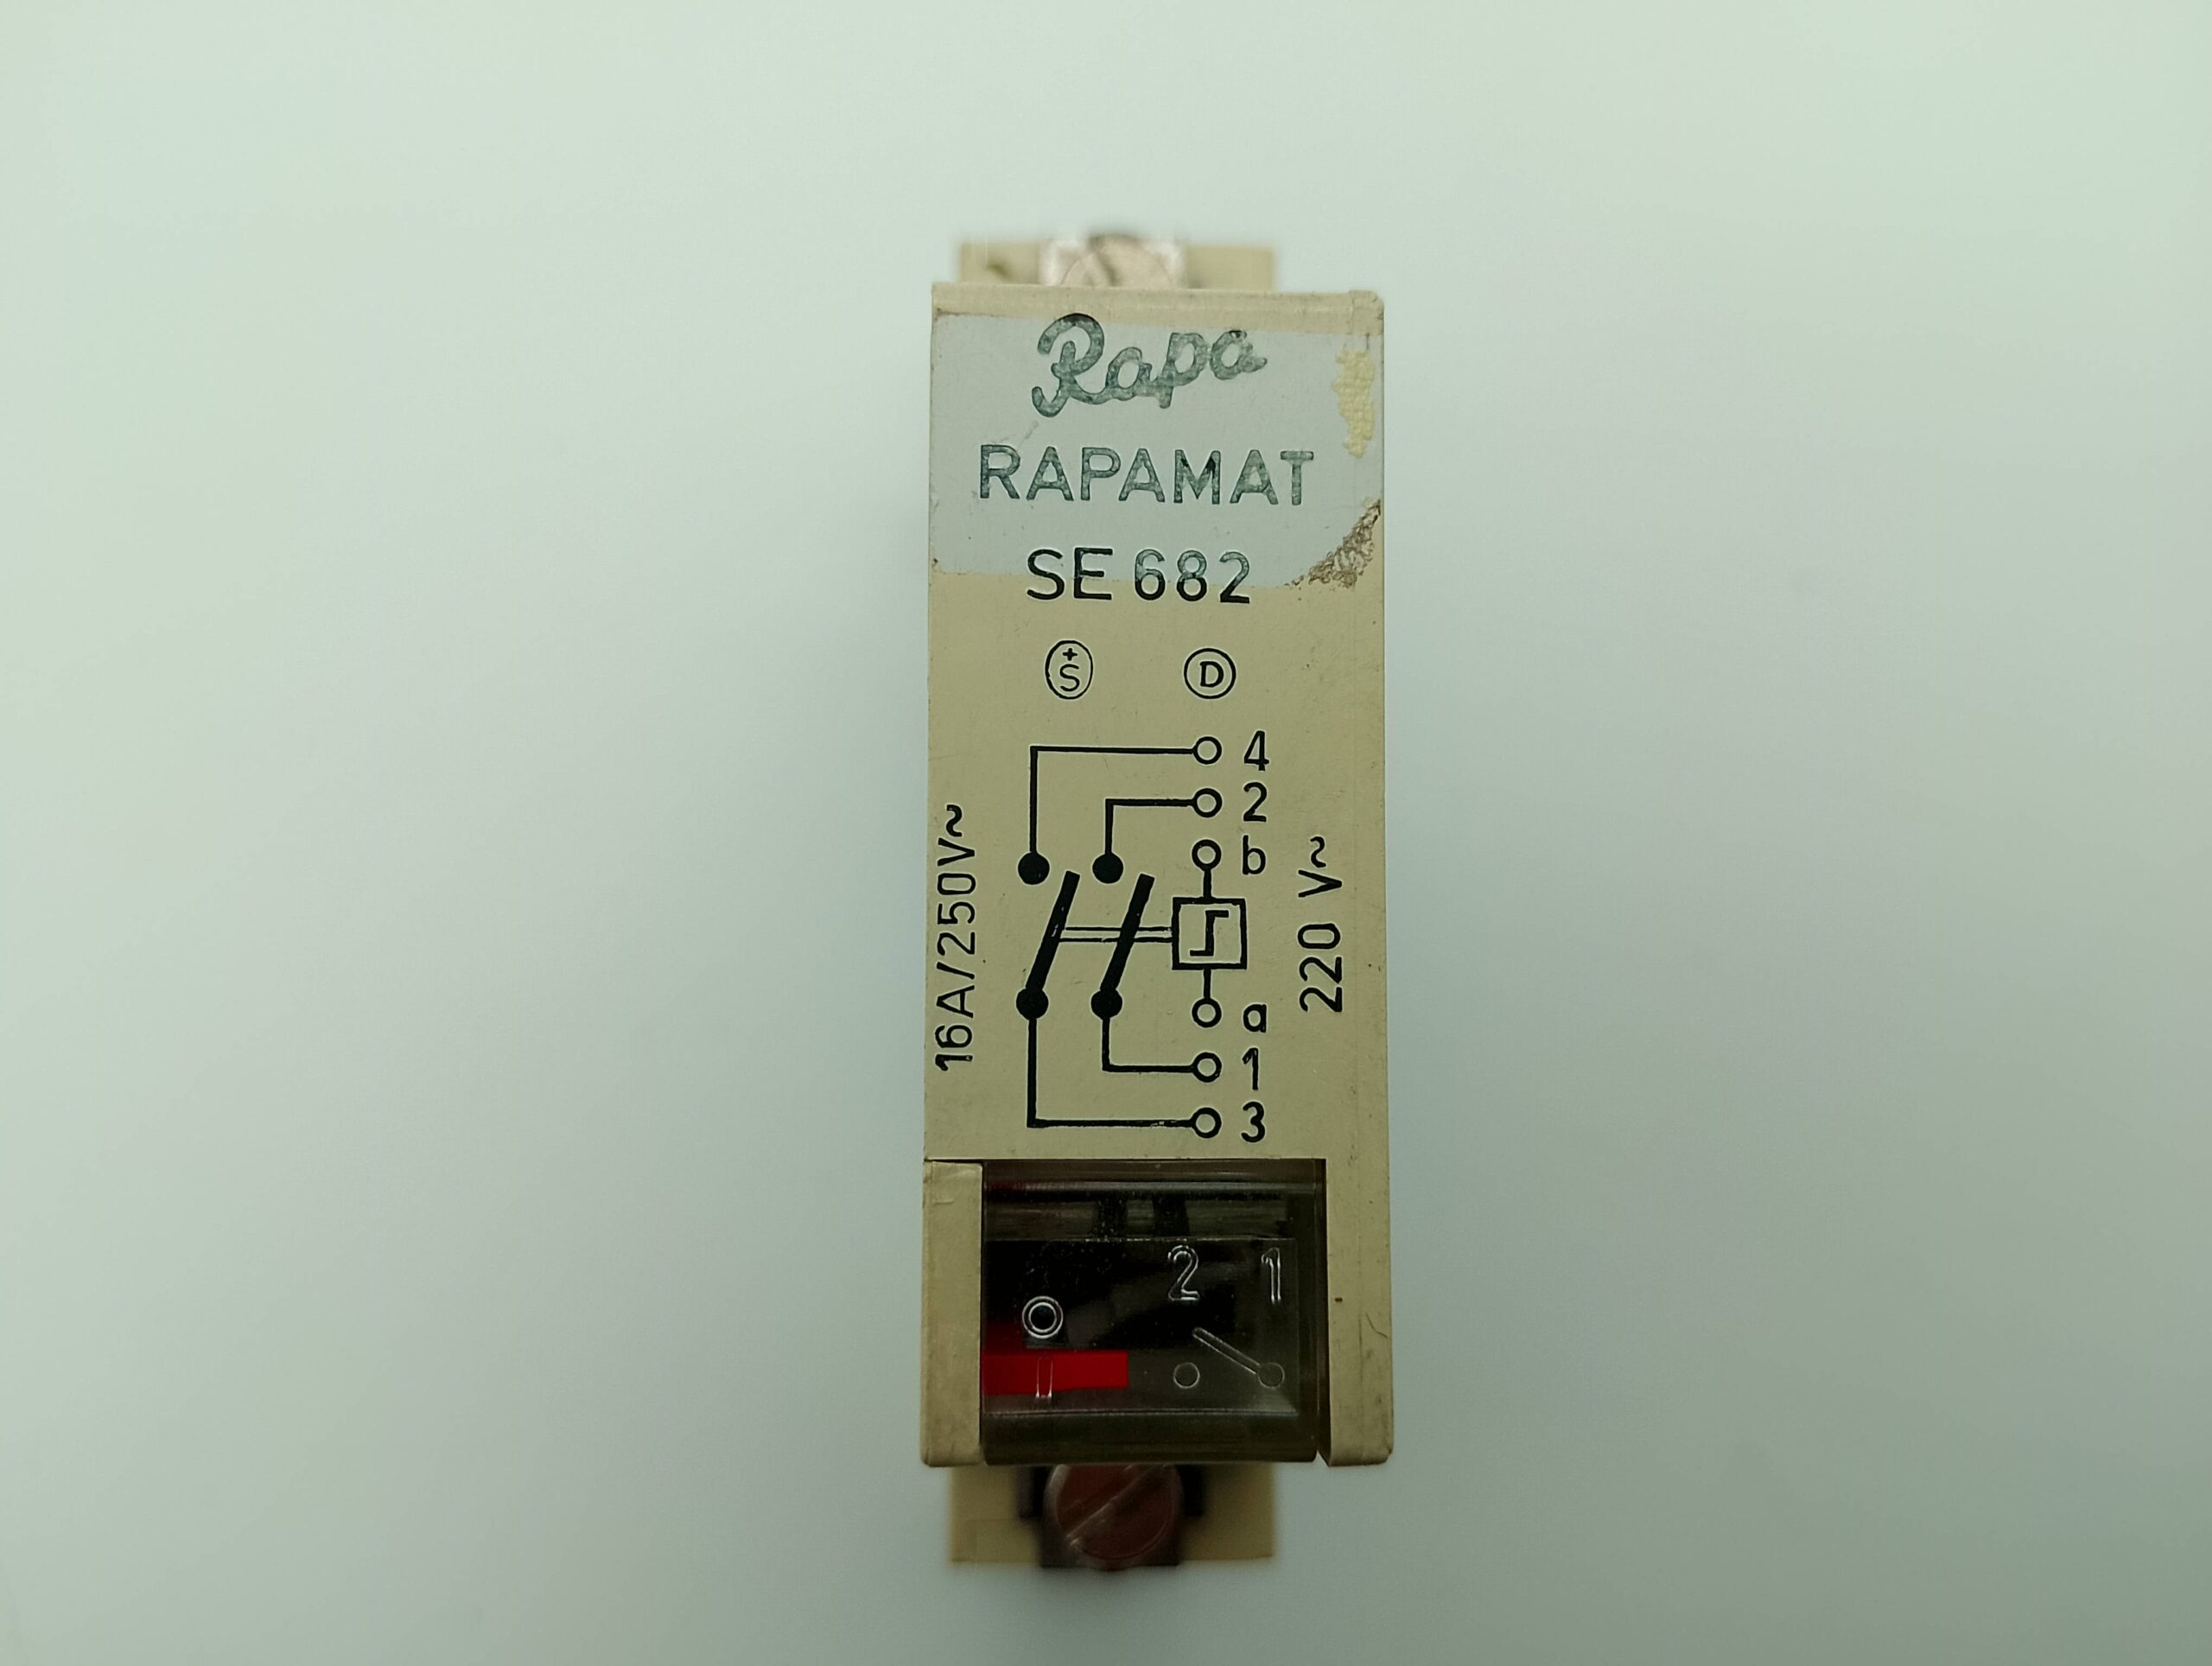 Rapa
RAPAMAT
SE 682
+S D
4
2
b
16A/250V~
220 V~
a
1
3
2 1
O
I